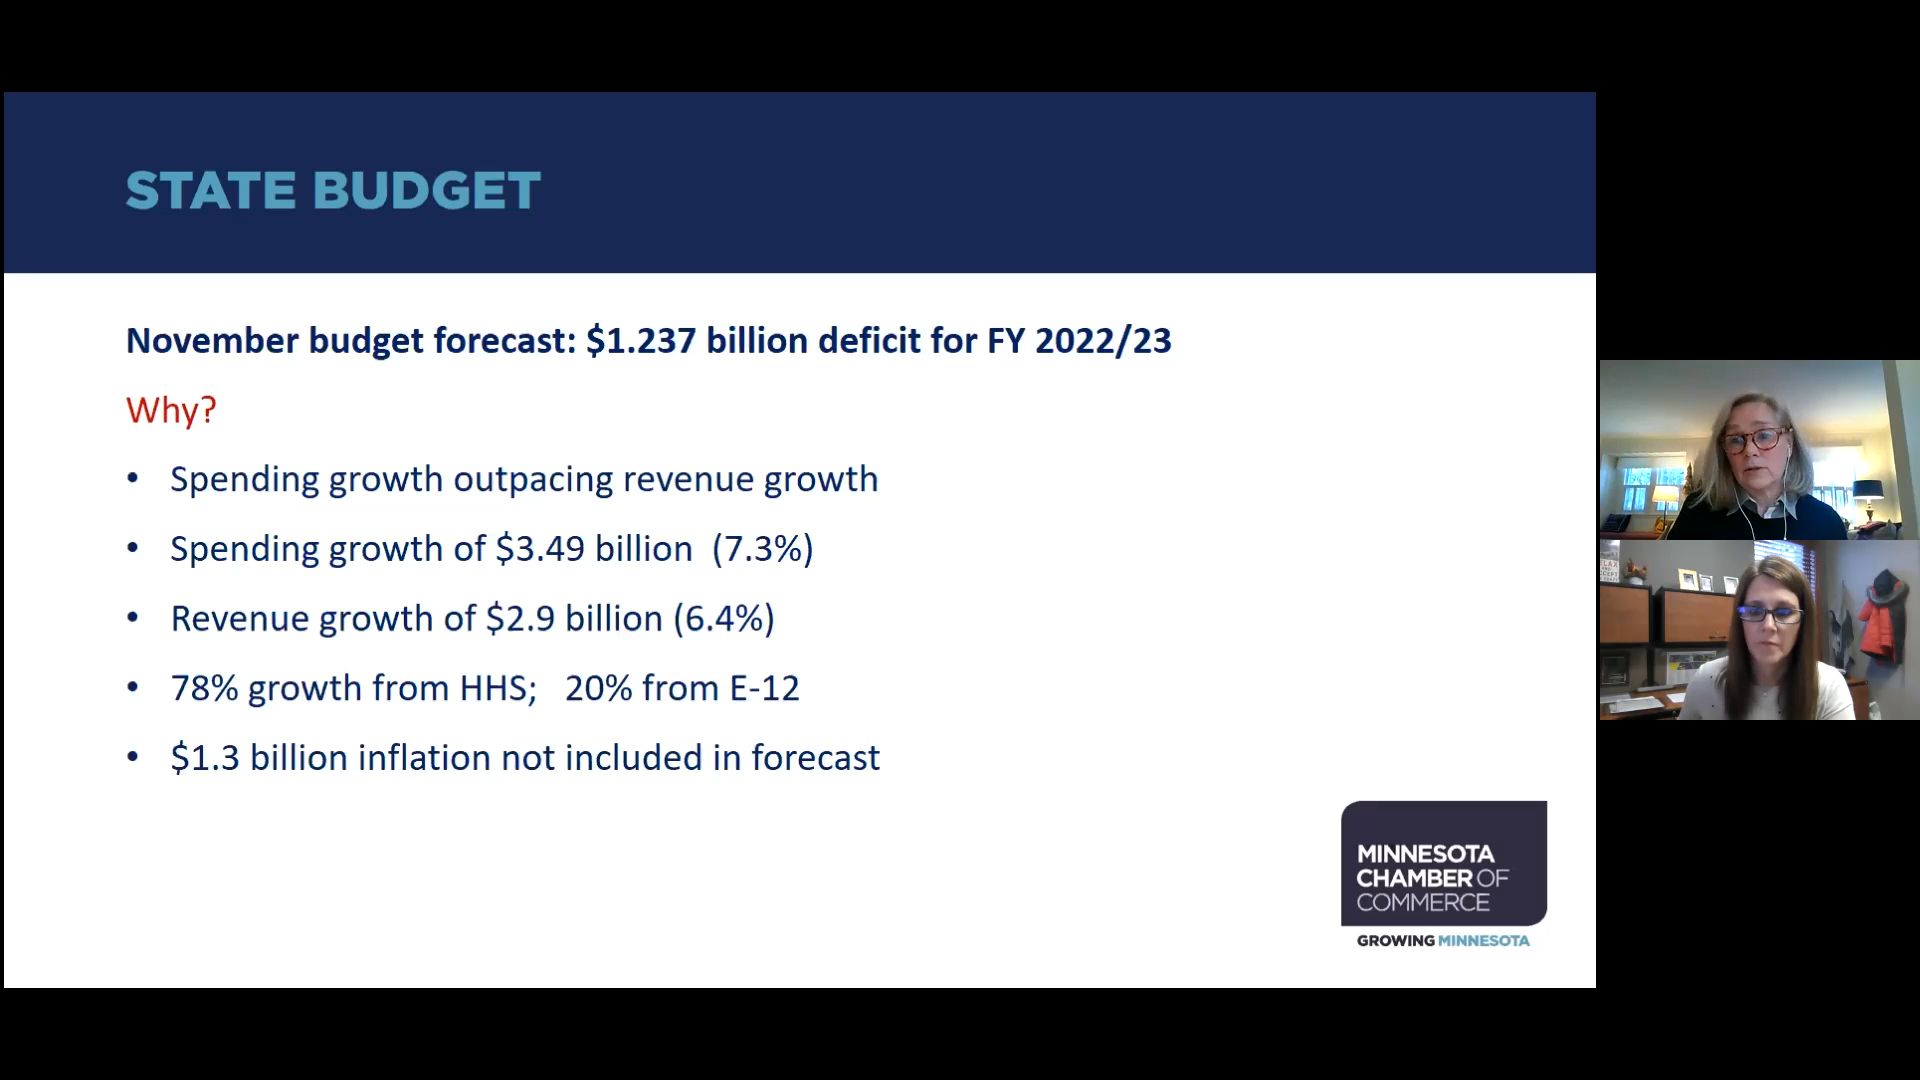 STATE BUDGET
November budget forecast: $1.237 billion deficit for FY 2022/23
Why?
• Spending growth outpacing revenue growth
• Spending growth of $3.49 billion (7.3%)
• Revenue growth of $2.9 billion (6.4%)
• 78% growth from HHS; 20% from E-12
• $1.3 billion inflation not included in forecast
MINNESOTA
CHAMBER OF
COMMERCE
GROWING MINNESOTA